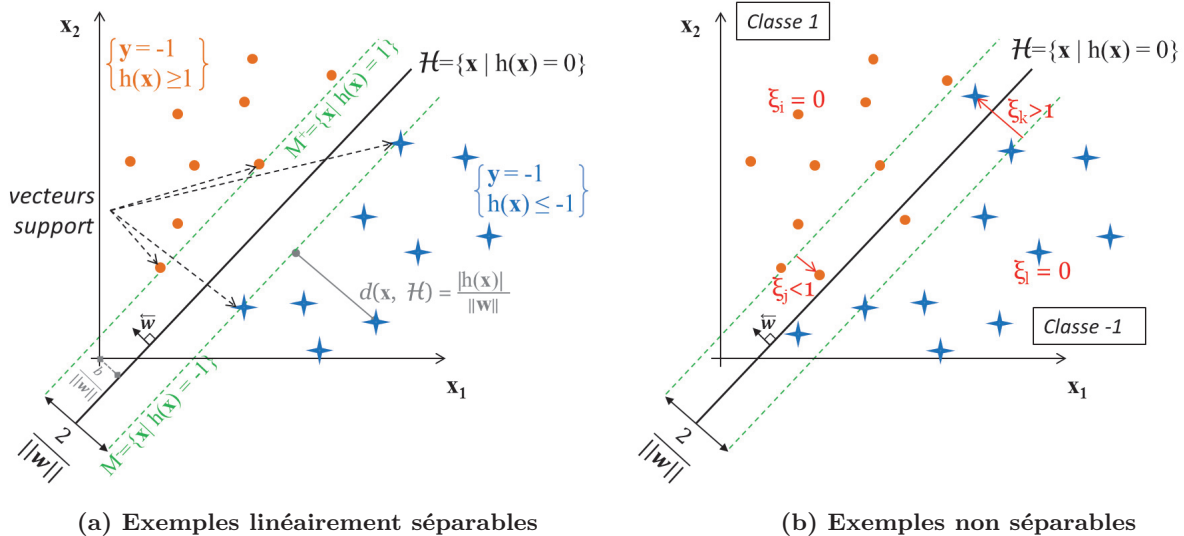 x₂
{ y = -1
h(x) ≥1 }
M⁺={x| h(x) = 1}
ℋ={x | h(x) = 0}
vecteurs
support
{ y = -1
h(x) ≤ -1 }
d(x, ℋ) = |h(x)| / ||w||
w
b / ||w||
x₁
M⁻={x| h(x) = -1}
2 / ||w||
(a) Exemples linéairement séparables
x₂
Classe 1
ℋ={x | h(x) = 0}
ξᵢ = 0
ξₖ>1
ξⱼ<1
ξₗ = 0
w
Classe -1
x₁
2 / ||w||
(b) Exemples non séparables